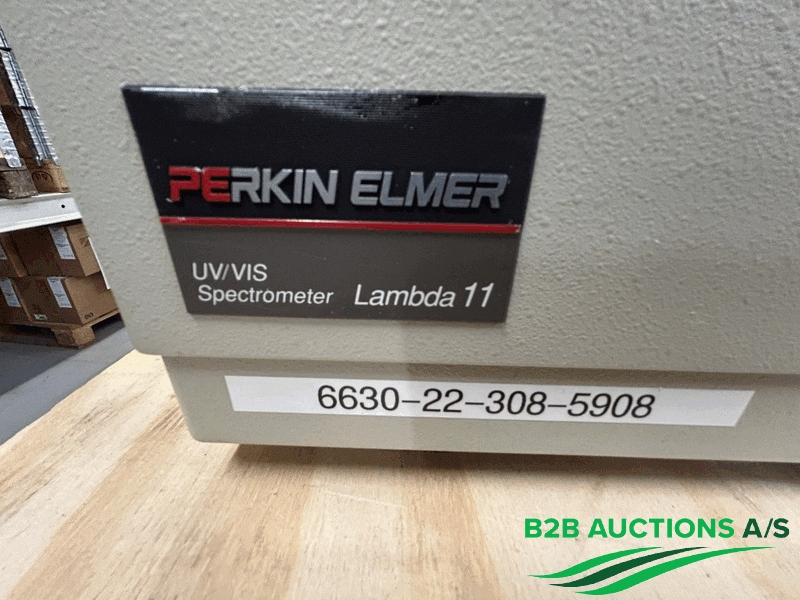 PERKIN ELMER
UV/VIS
Spectrometer Lambda 11
6630-22-308-5908
B2B AUCTIONS A/S